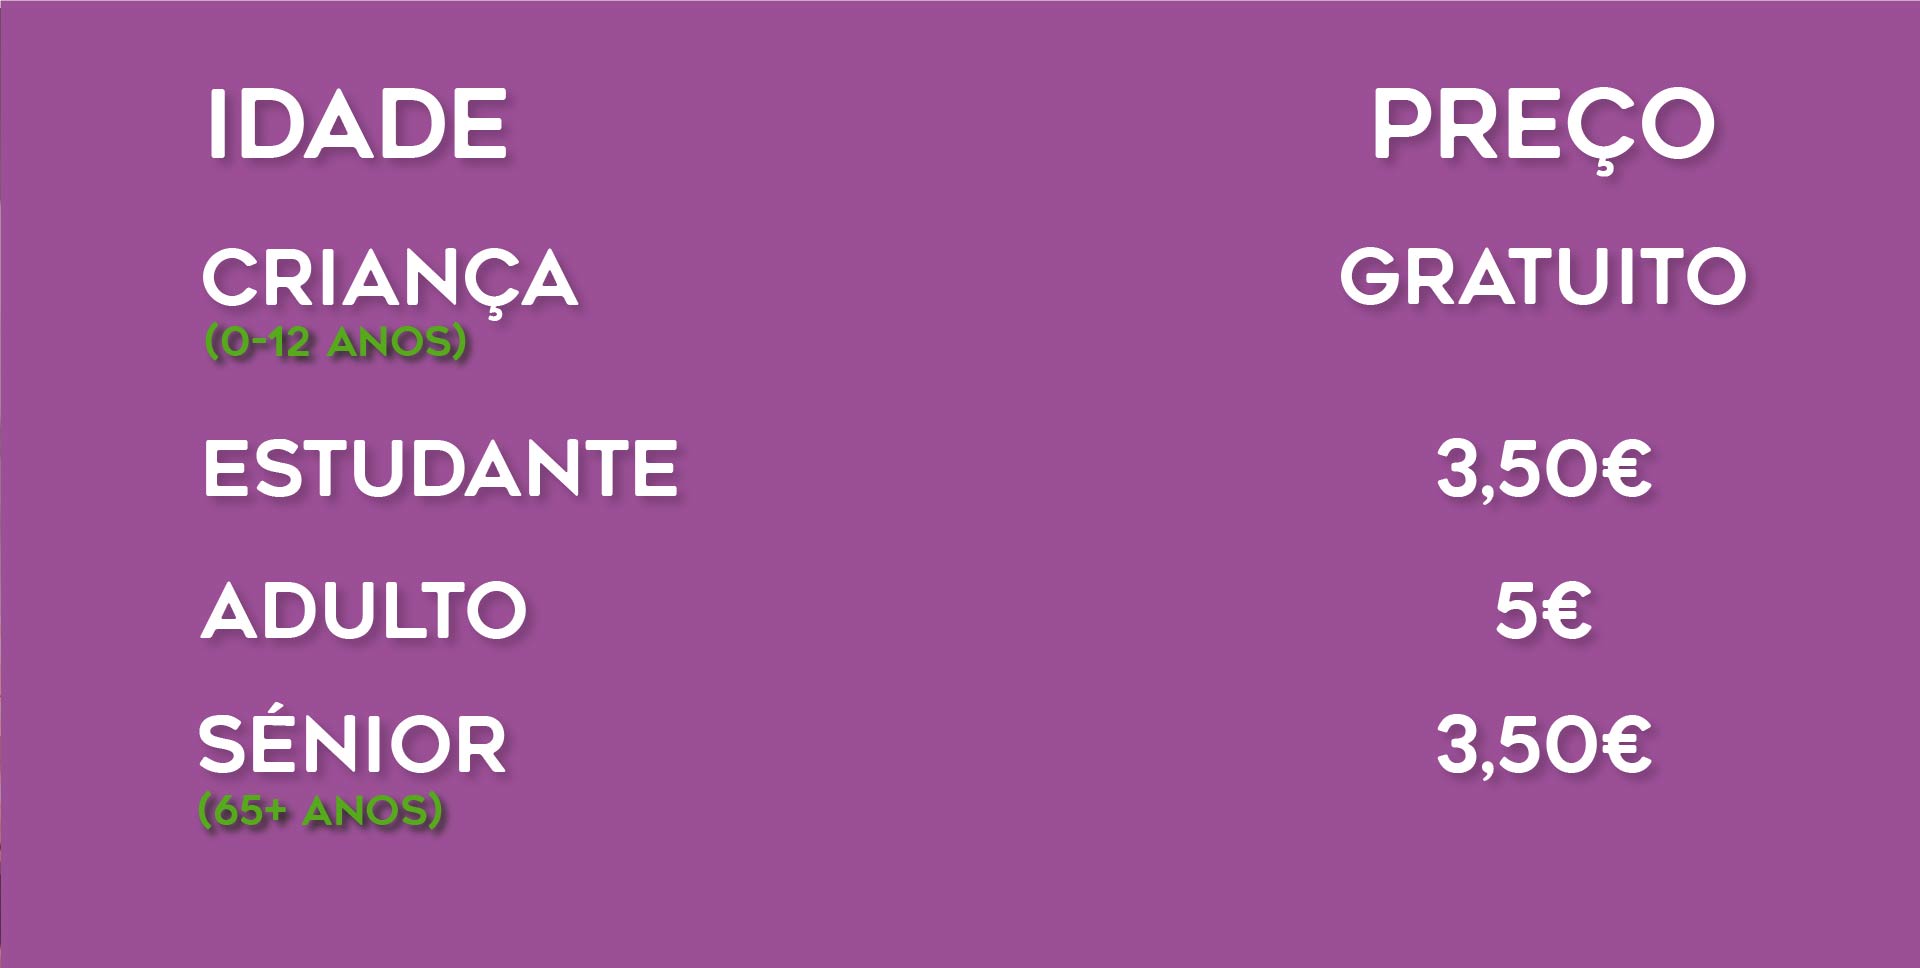 IDADE PREÇO
CRIANÇA GRATUITO
(0-12 ANOS)
ESTUDANTE 3,50€
ADULTO 5€
SÉNIOR 3,50€
(65+ ANOS)